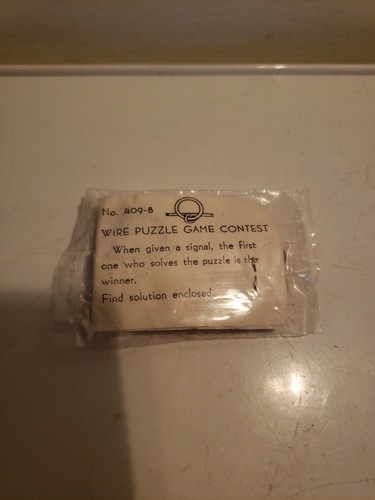 No. 409-B
WIRE PUZZLE GAME CONTEST
When given a signal, the first
one who solves the puzzle is the
winner.
Find solution enclosed.